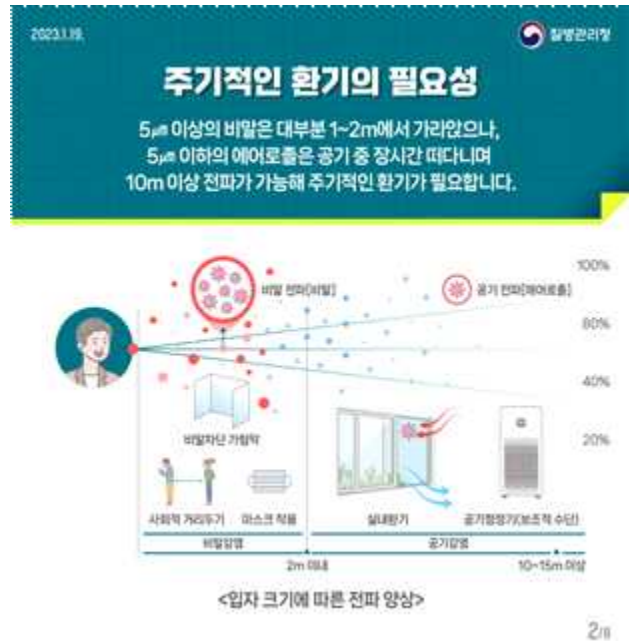 2023.1.19.
질병관리청
주기적인 환기의 필요성
5㎛ 이상의 비말은 대부분 1~2m에서 가라앉으나,
5㎛ 이하의 에어로졸은 공기 중 장시간 떠다니며
10m 이상 전파가 가능해 주기적인 환기가 필요합니다.
100%
비말 전파[비말]
공기 전파[에어로졸]
80%
40%
20%
비말차단 가림막
사회적 거리두기
마스크 착용
실내환기
공기청정기(보조적 수단)
비말감염
공기감염
2m 이내
10~15m 이상
<입자 크기에 따른 전파 양상>
2/8